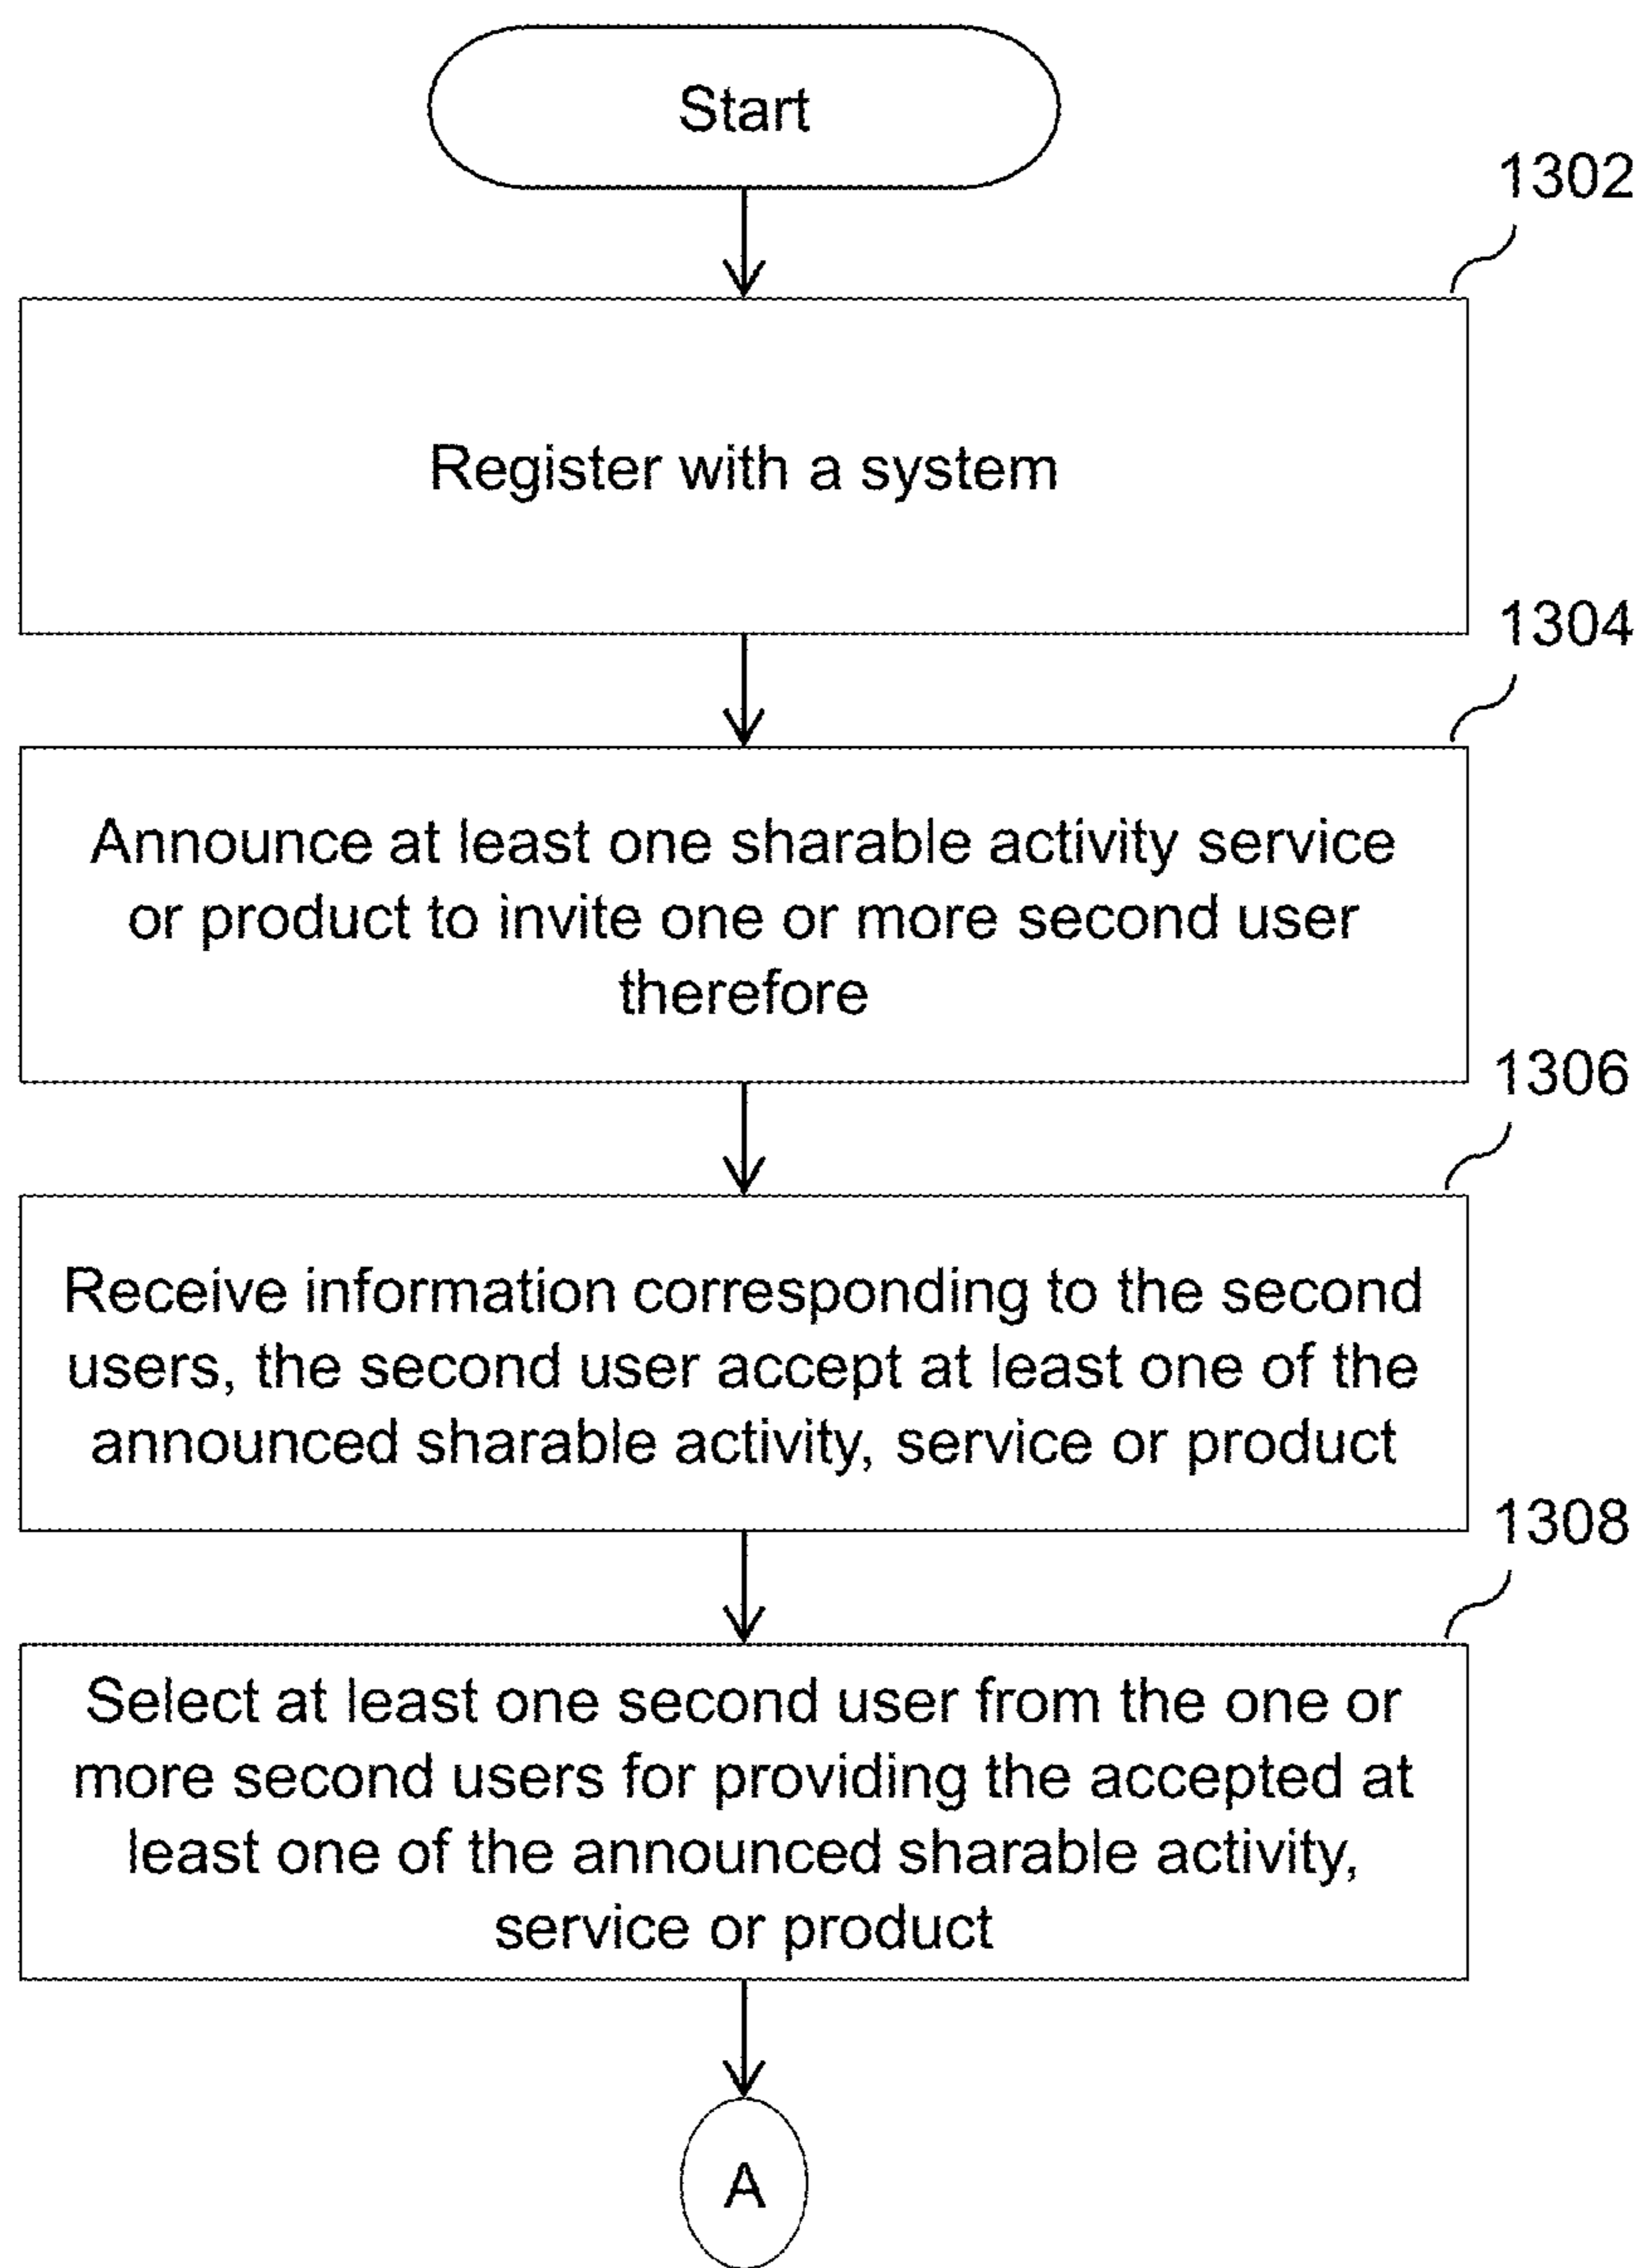 Start
1302
Register with a system
1304
Announce at least one sharable activity service
or product to invite one or more second user
therefore
1306
Receive information corresponding to the second
users, the second user accept at least one of the
announced sharable activity, service or product
1308
Select at least one second user from the one or
more second users for providing the accepted at
least one of the announced sharable activity,
service or product
A